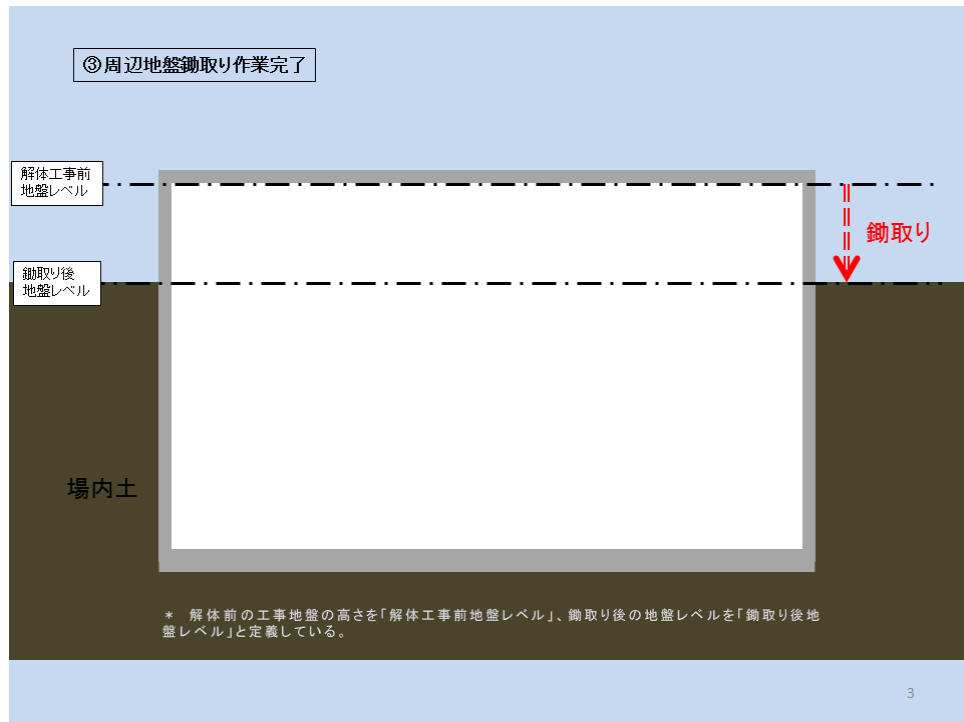 ③周辺地盤鋤取り作業完了
解体工事前
地盤レベル
鋤取り
鋤取り後
地盤レベル
場内土
* 解体前の工事地盤の高さを「解体工事前地盤レベル」、鋤取り後の地盤レベルを「鋤取り後地
盤レベル」と定義している。
3